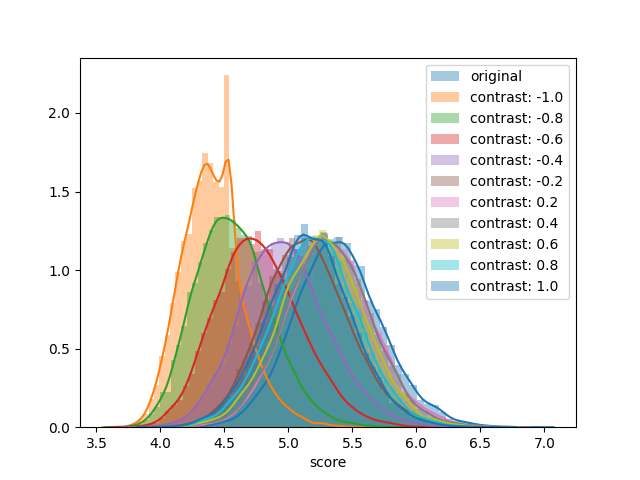 original
contrast: -1.0
contrast: -0.8
contrast: -0.6
contrast: -0.4
contrast: -0.2
contrast: 0.2
contrast: 0.4
contrast: 0.6
contrast: 0.8
contrast: 1.0
2.0
1.5
1.0
0.5
0.0
3.5 4.0 4.5 5.0 5.5 6.0 6.5 7.0
score